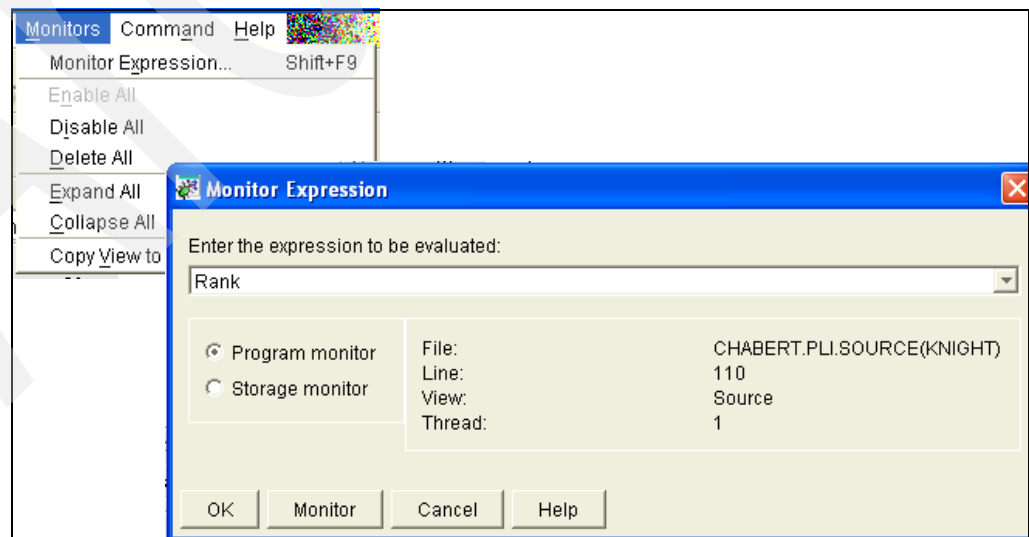 Monitors Command Help
Monitor Expression... Shift+F9
Enable All
Disable All
Delete All
Expand All
Collapse All
Copy View to
Monitor Expression
Enter the expression to be evaluated:
Rank
Program monitor
Storage monitor
File: CHABERT.PLI.SOURCE(KNIGHT)
Line: 110
View: Source
Thread: 1
OK Monitor Cancel Help